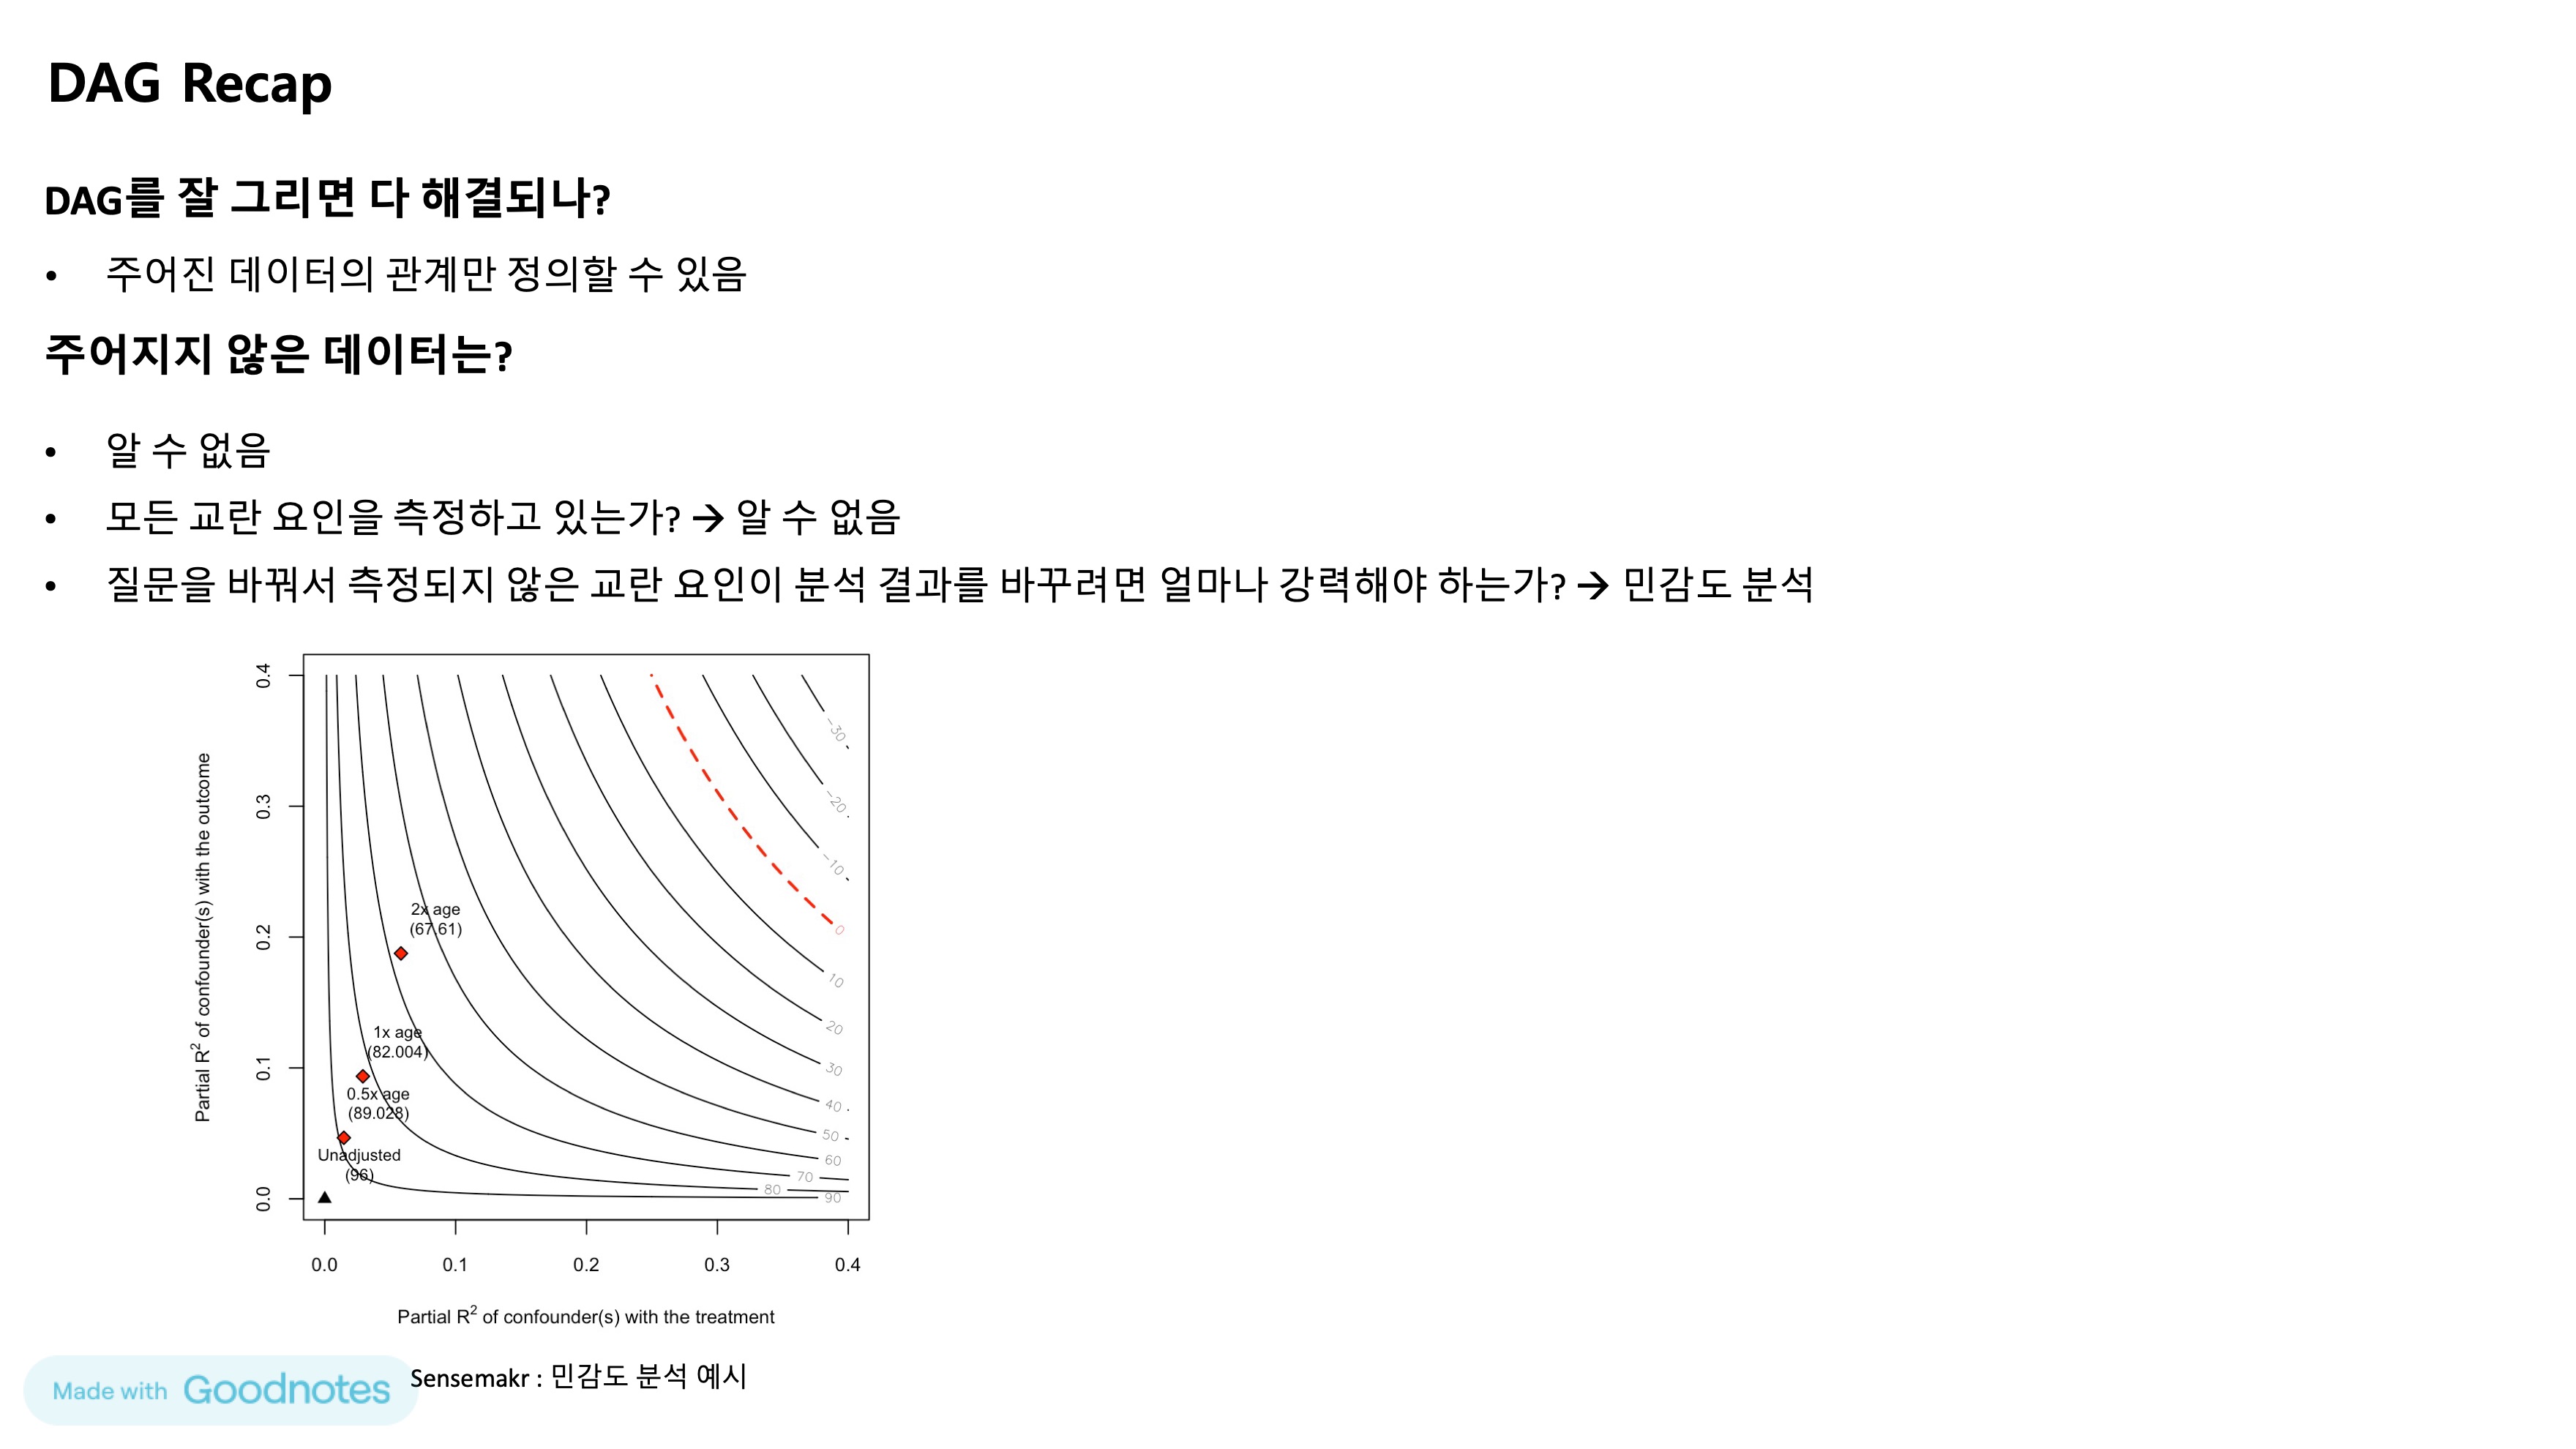 DAG Recap
DAG를 잘 그리면 다 해결되나?
• 주어진 데이터의 관계만 정의할 수 있음
주어지지 않은 데이터는?
• 알 수 없음
• 모든 교란 요인을 측정하고 있는가? → 알 수 없음
• 질문을 바꿔서 측정되지 않은 교란 요인이 분석 결과를 바꾸려면 얼마나 강력해야 하는가? → 민감도 분석
Partial R² of confounder(s) with the outcome
0.4
0.3
0.2
0.1
0.0
-30
-20
-10
0
10
20
30
40
50
60
70
80
90
2x age
(67.61)
1x age
(82.004)
0.5x age
(89.028)
Unadjusted
(96)
0.0 0.1 0.2 0.3 0.4
Partial R² of confounder(s) with the treatment
Sensemakr : 민감도 분석 예시
Made with Goodnotes